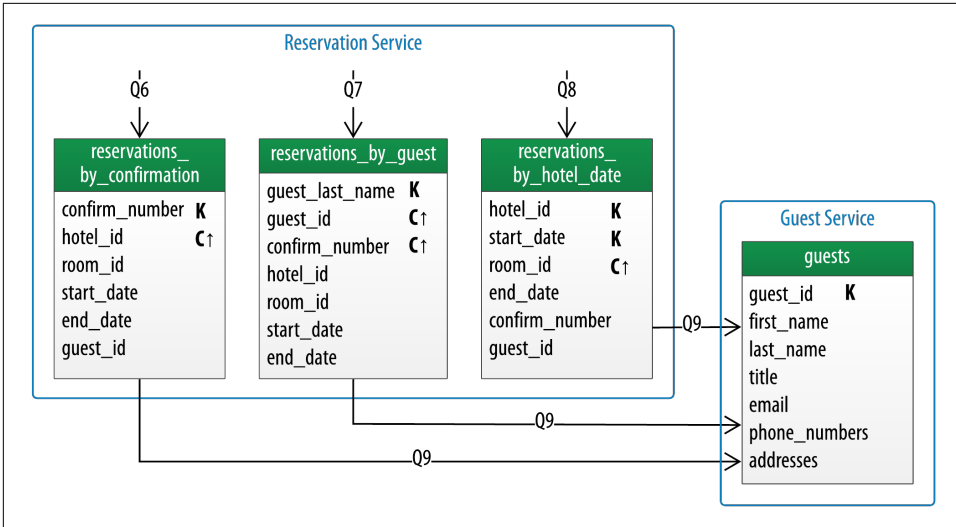 Reservation Service
Q6
Q7
Q8
reservations_
by_confirmation
confirm_number K
hotel_id C↑
room_id
start_date
end_date
guest_id
reservations_by_guest
guest_last_name K
guest_id C↑
confirm_number C↑
hotel_id
room_id
start_date
end_date
reservations_
by_hotel_date
hotel_id K
start_date K
room_id C↑
end_date
confirm_number
guest_id
Guest Service
guests
guest_id K
first_name
last_name
title
email
phone_numbers
addresses
Q9
Q9
Q9